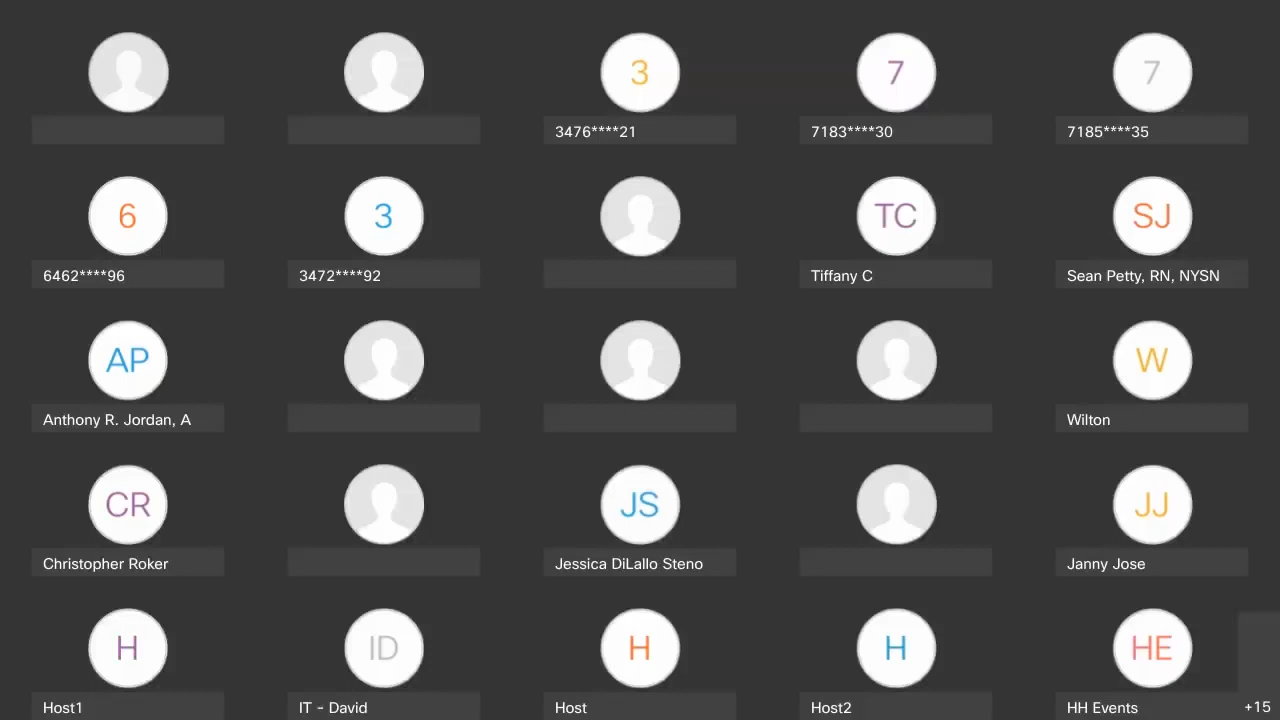 3
7
7
3476****21
7183****30
7185****35
6
3
TC
SJ
6462****96
3472****92
Tiffany C
Sean Petty, RN, NYSN
AP
W
Anthony R. Jordan, A
Wilton
CR
JS
JJ
Christopher Roker
Jessica DiLallo Steno
Janny Jose
H
ID
H
H
HE
Host1
IT - David
Host
Host2
HH Events
+15